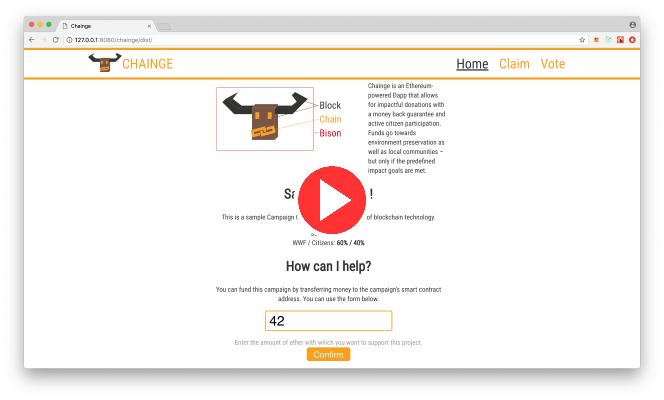 Chainge
127.0.0.1:8080/chainge/dist/
CHAINGE
Home Claim Vote
Block
Chain
Bison
Chainge is an Ethereum-
powered Dapp that allows
for impactful donations with
a money back guarantee and
active citizen participation.
Funds go towards
environment preservation as
well as local communities –
but only if the predefined
impact goals are met.
!
This is a sample Campaign of blockchain technology.
WWF / Citizens: 60% / 40%
How can I help?
You can fund this campaign by transferring money to the campaign's smart contract
address. You can use the form below.
42
Enter the amount of ether with which you want to support this project.
Confirm